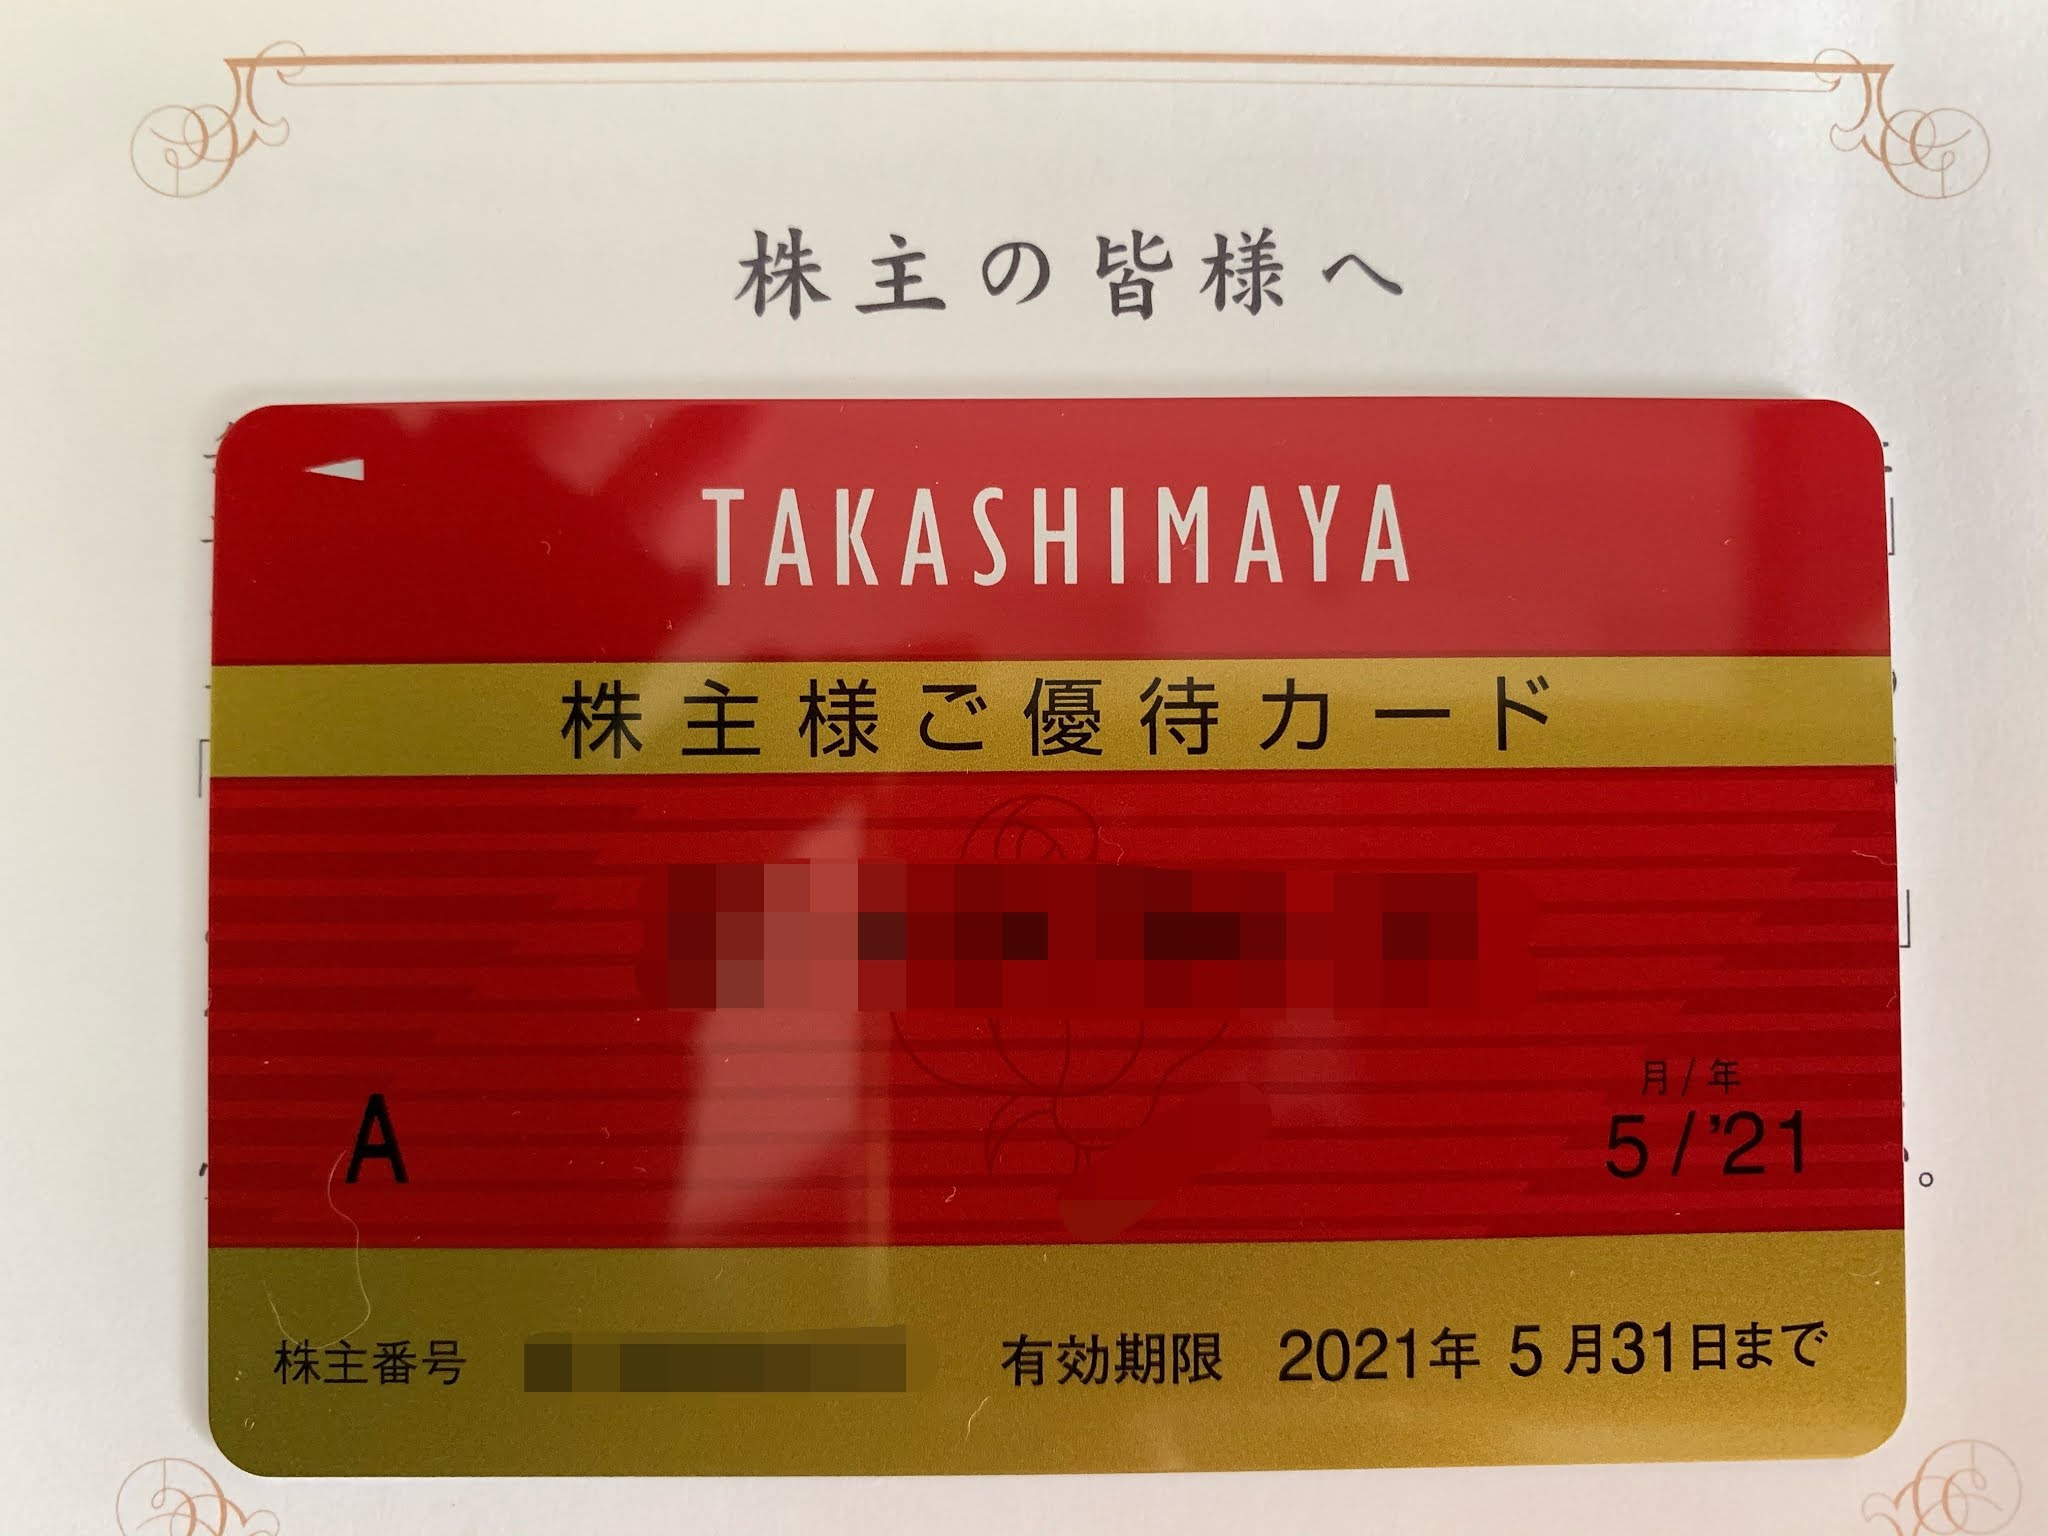 株主の皆様へ
TAKASHIMAYA
株主様ご優待カード
月/年
A
5/'21
株主番号
有効期限 2021年 5月31日まで